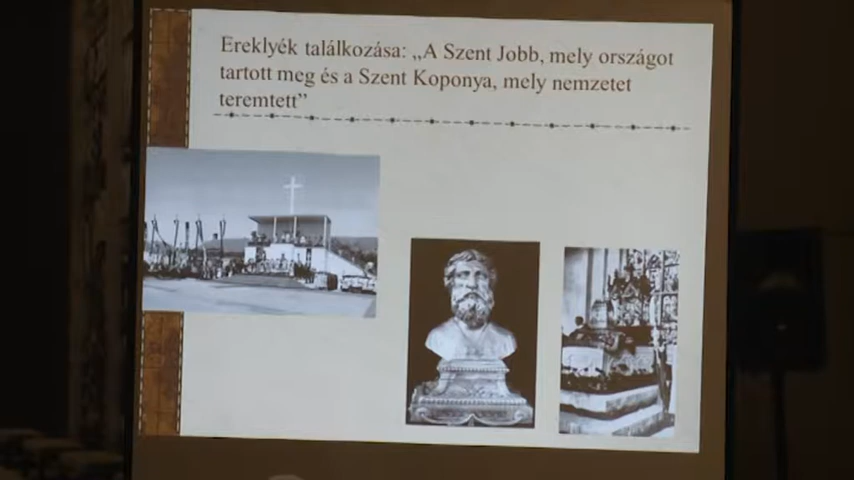 Ereklyék találkozása: „A Szent Jobb, mely országot
tartott meg és a Szent Koponya, mely nemzetet
teremtett”